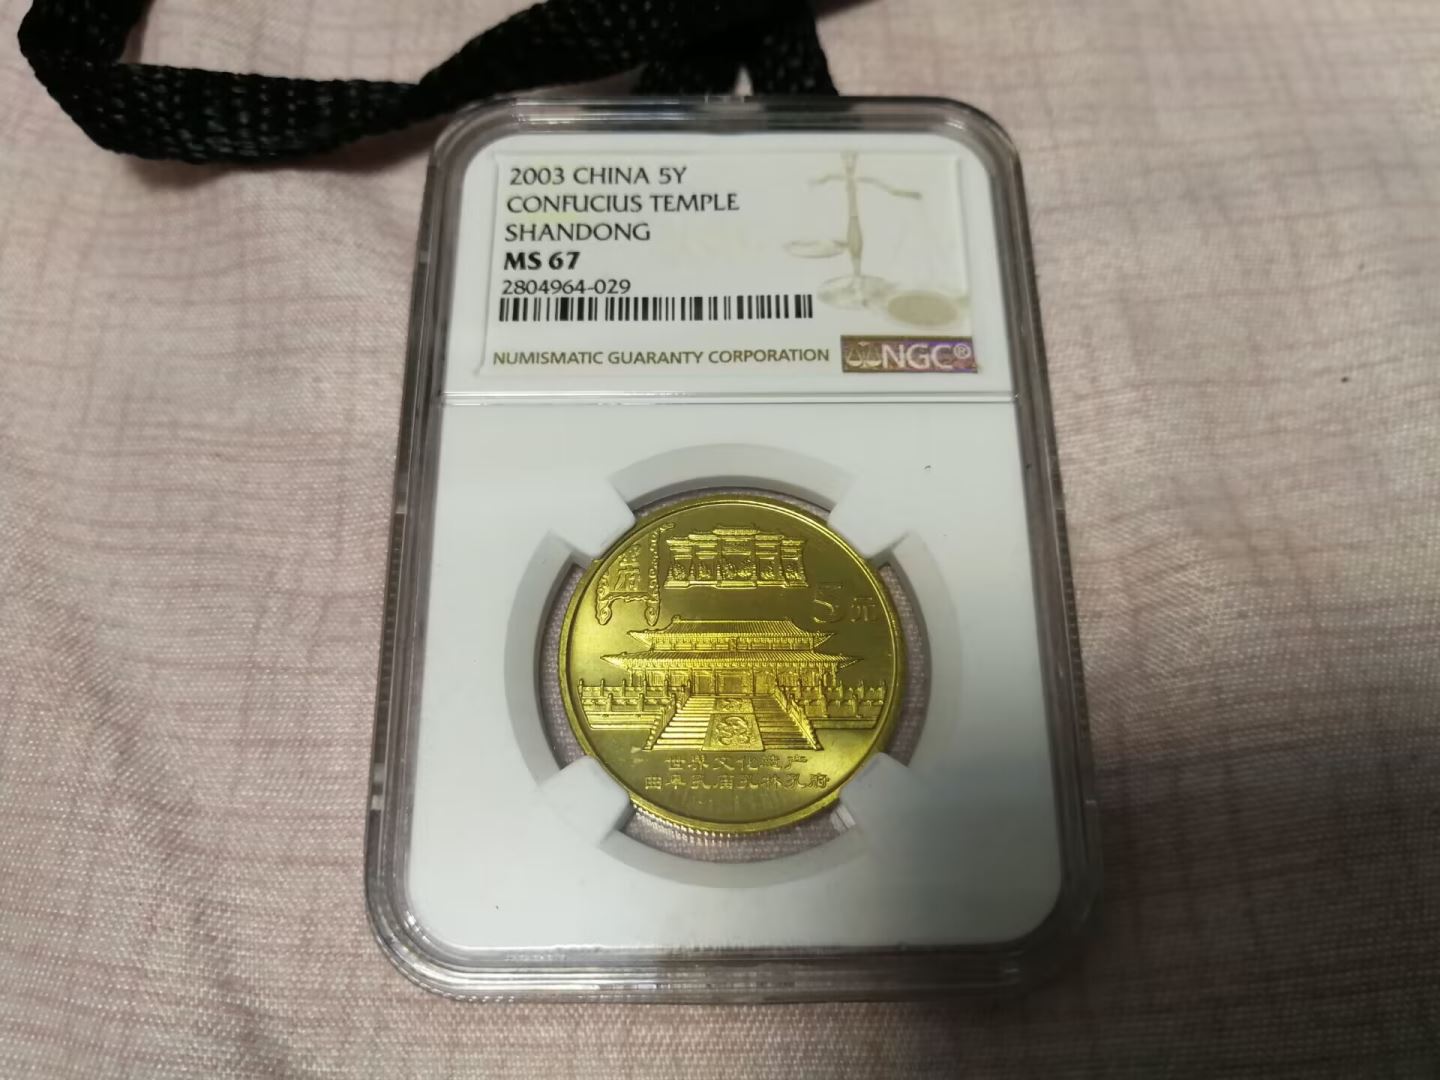 2003 CHINA 5Y
CONFUCIUS TEMPLE
SHANDONG
MS 67
2804964-029
NUMISMATIC GUARANTY CORPORATION
NGC®
5元
世界文化遗产
曲阜孔庙孔林孔府